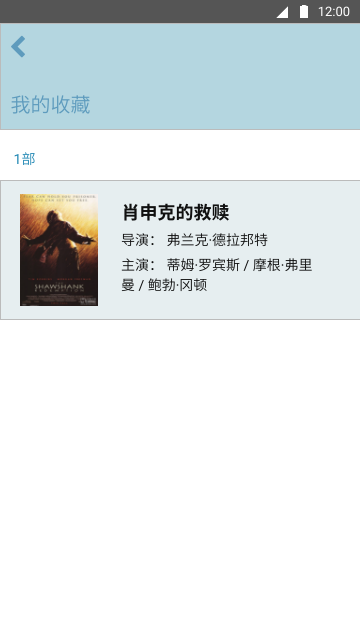 12:00
我的收藏
1部
肖申克的救赎
导演： 弗兰克·德拉邦特
主演： 蒂姆·罗宾斯 / 摩根·弗里
曼 / 鲍勃·冈顿
SHAWSHANK
REDEMPTION